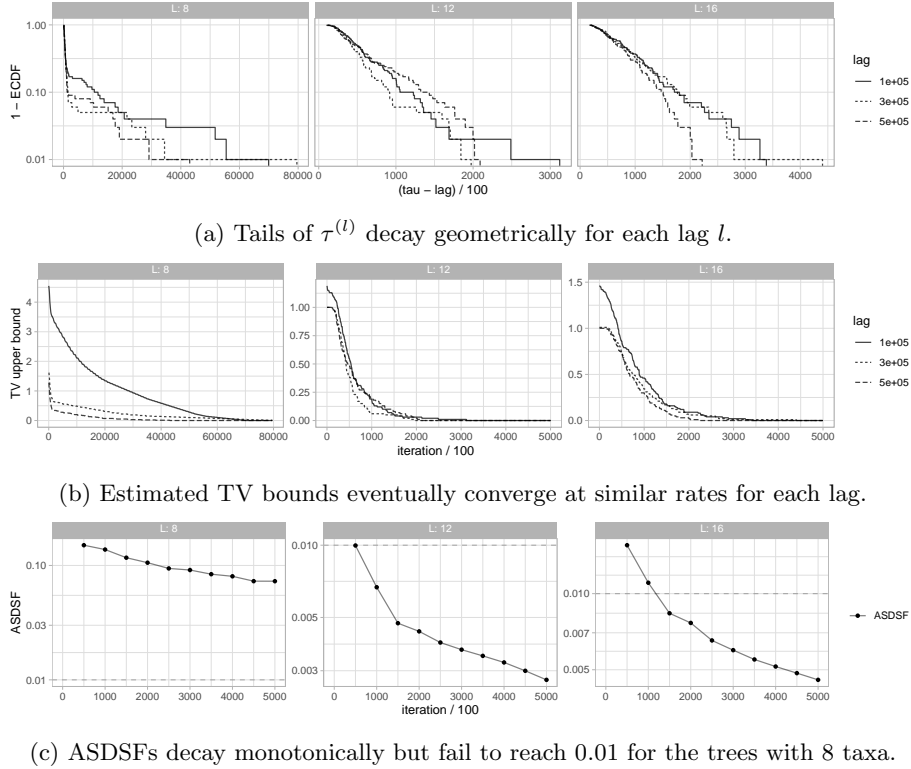 L: 8 L: 12 L: 16
1 − ECDF
1.00
0.10
0.01
0 20000 40000 60000 80000 0 1000 2000 3000 0 1000 2000 3000 4000
(tau − lag) / 100
lag
1e+05
3e+05
5e+05
(a) Tails of τ^(l) decay geometrically for each lag l.
L: 8 L: 12 L: 16
TV upper bound
4
3
2
1
0
1.00
0.75
0.50
0.25
0.00
1.5
1.0
0.5
0.0
0 20000 40000 60000 80000 0 1000 2000 3000 4000 5000 0 1000 2000 3000 4000 5000
iteration / 100
lag
1e+05
3e+05
5e+05
(b) Estimated TV bounds eventually converge at similar rates for each lag.
L: 8 L: 12 L: 16
ASDSF
0.10
0.03
0.01
0.010
0.005
0.003
0.010
0.007
0.005
0 1000 2000 3000 4000 5000 0 1000 2000 3000 4000 5000 0 1000 2000 3000 4000 5000
iteration / 100
ASDSF
(c) ASDSFs decay monotonically but fail to reach 0.01 for the trees with 8 taxa.